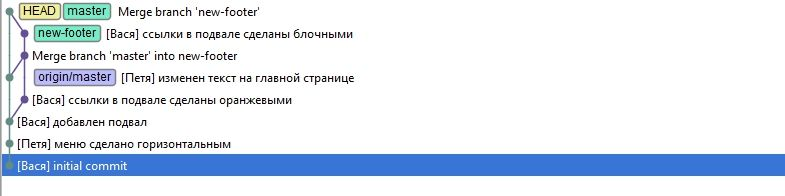 HEAD master Merge branch 'new-footer'
new-footer [Вася] ссылки в подвале сделаны блочными
Merge branch 'master' into new-footer
origin/master [Петя] изменен текст на главной странице
[Вася] ссылки в подвале сделаны оранжевыми
[Вася] добавлен подвал
[Петя] меню сделано горизонтальным
[Вася] initial commit